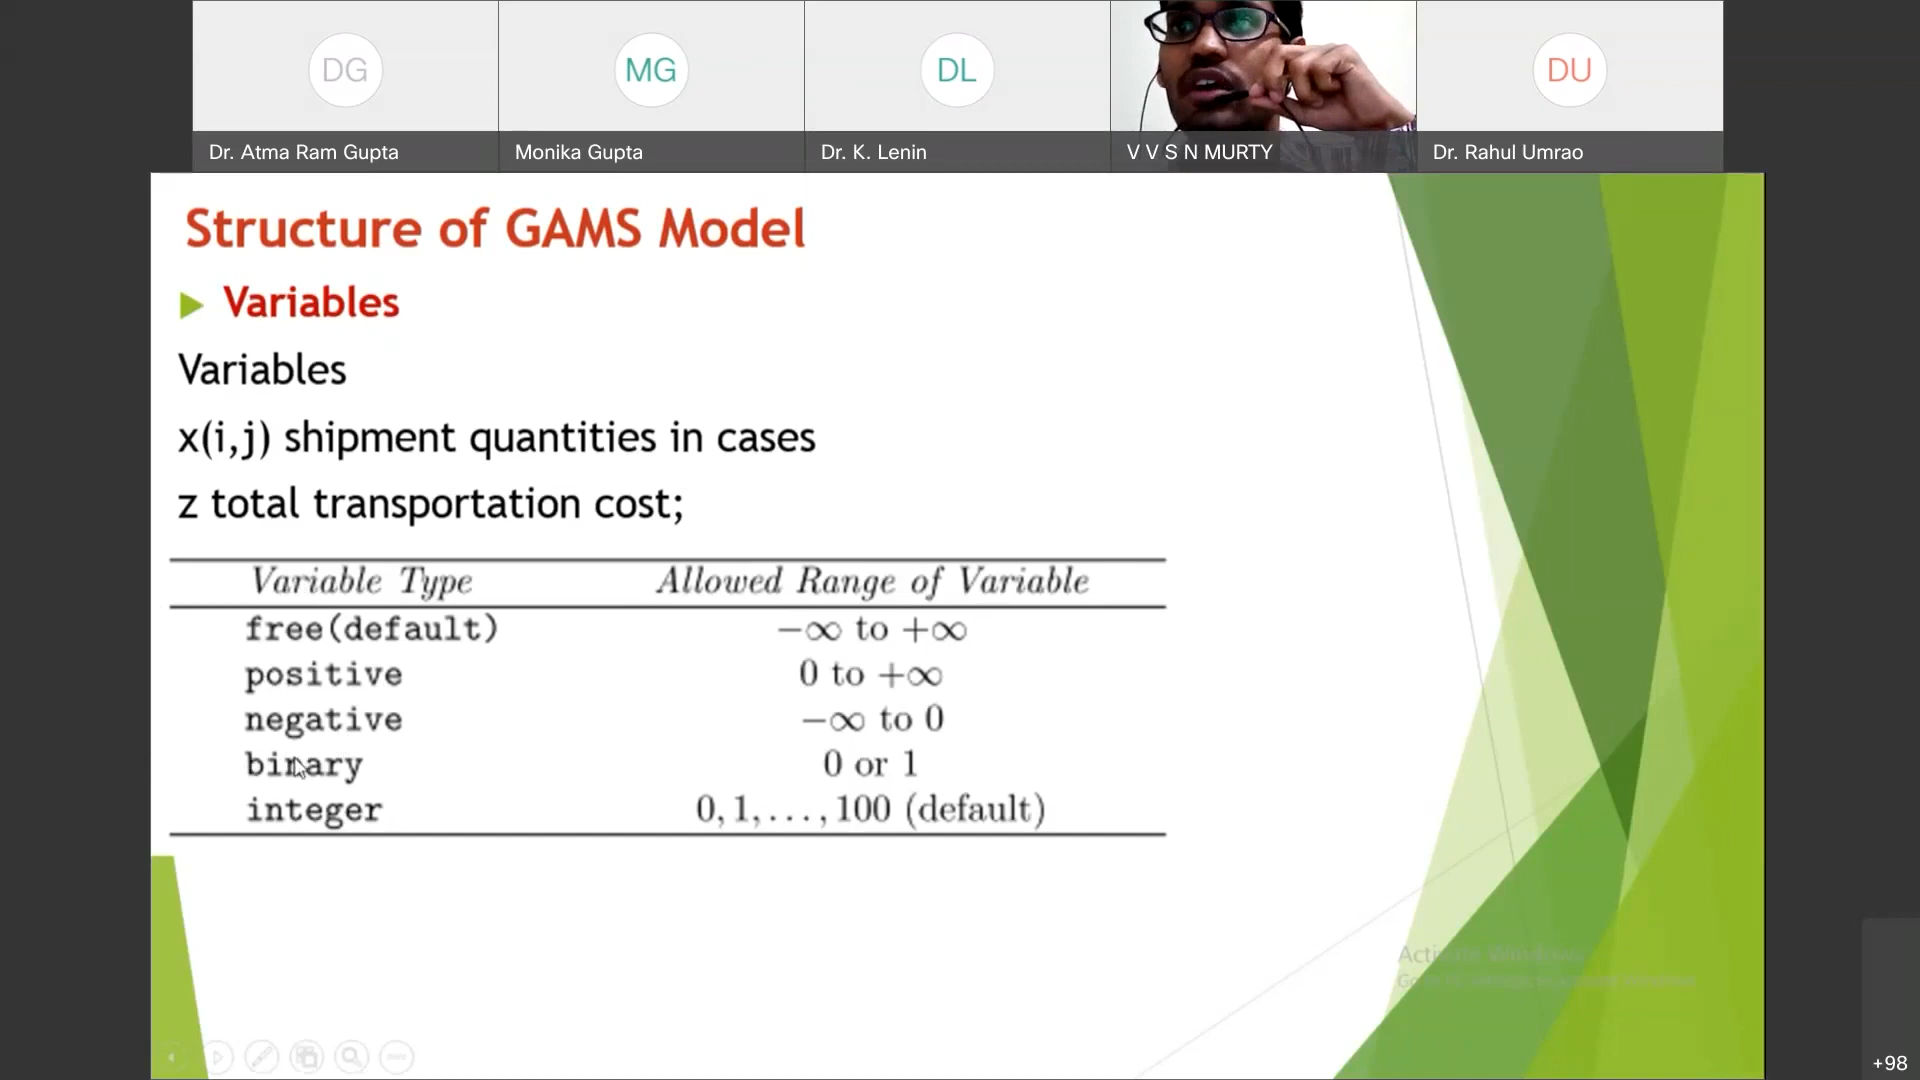 DG
MG
DL
DU
Dr. Atma Ram Gupta
Monika Gupta
Dr. K. Lenin
V V S N MURTY
Dr. Rahul Umrao
Structure of GAMS Model
Variables
Variables
x(i,j) shipment quantities in cases
z total transportation cost;
Variable Type Allowed Range of Variable
free(default) −∞ to +∞
positive 0 to +∞
negative −∞ to 0
binary 0 or 1
integer 0, 1, . . . , 100 (default)
Activate Windows
+98